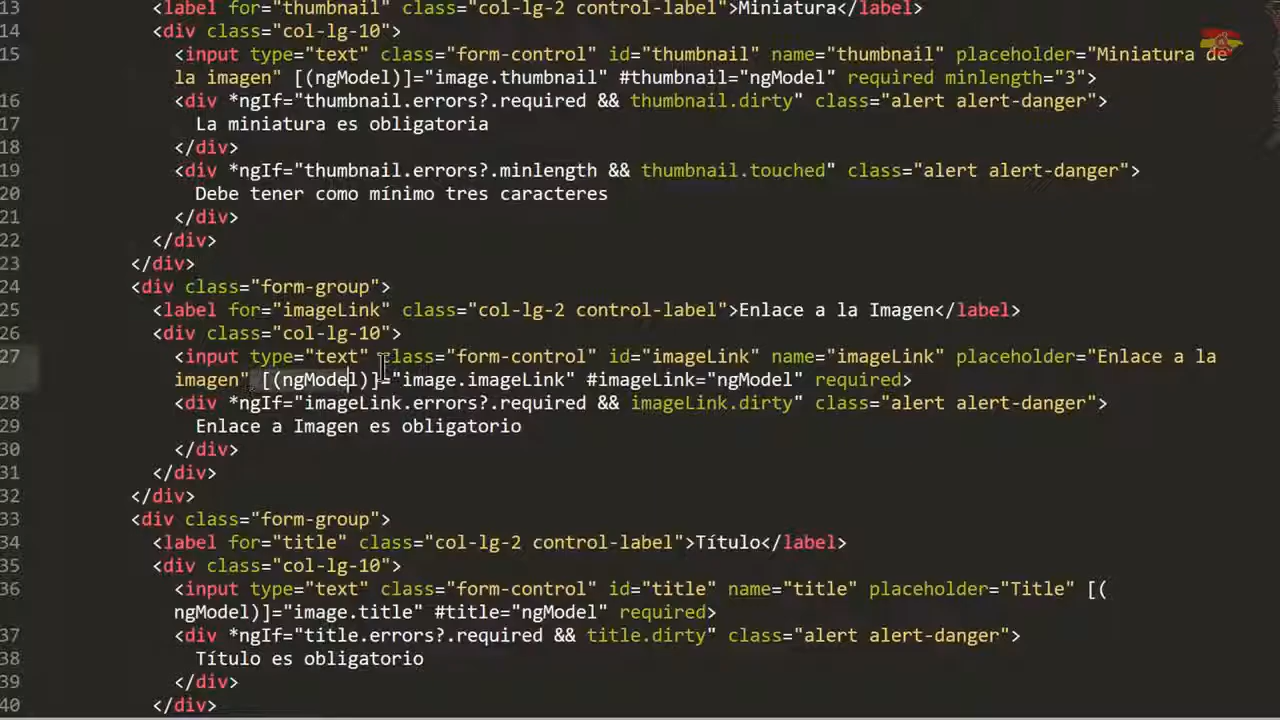 13 <label for="thumbnail" class="col-lg-2 control-label">Miniatura</label>
14 <div class="col-lg-10">
15 <input type="text" class="form-control" id="thumbnail" name="thumbnail" placeholder="Miniatura de
la imagen" [(ngModel)]="image.thumbnail" #thumbnail="ngModel" required minlength="3">
16 <div *ngIf="thumbnail.errors?.required && thumbnail.dirty" class="alert alert-danger">
17 La miniatura es obligatoria
18 </div>
19 <div *ngIf="thumbnail.errors?.minlength && thumbnail.touched" class="alert alert-danger">
20 Debe tener como mínimo tres caracteres
21 </div>
22 </div>
23 </div>
24 <div class="form-group">
25 <label for="imageLink" class="col-lg-2 control-label">Enlace a la Imagen</label>
26 <div class="col-lg-10">
27 <input type="text" class="form-control" id="imageLink" name="imageLink" placeholder="Enlace a la
imagen" [(ngModel)]="image.imageLink" #imageLink="ngModel" required>
28 <div *ngIf="imageLink.errors?.required && imageLink.dirty" class="alert alert-danger">
29 Enlace a Imagen es obligatorio
30 </div>
31 </div>
32 </div>
33 <div class="form-group">
34 <label for="title" class="col-lg-2 control-label">Título</label>
35 <div class="col-lg-10">
36 <input type="text" class="form-control" id="title" name="title" placeholder="Title" [(
ngModel)]="image.title" #title="ngModel" required>
37 <div *ngIf="title.errors?.required && title.dirty" class="alert alert-danger">
38 Título es obligatorio
39 </div>
40 </div>